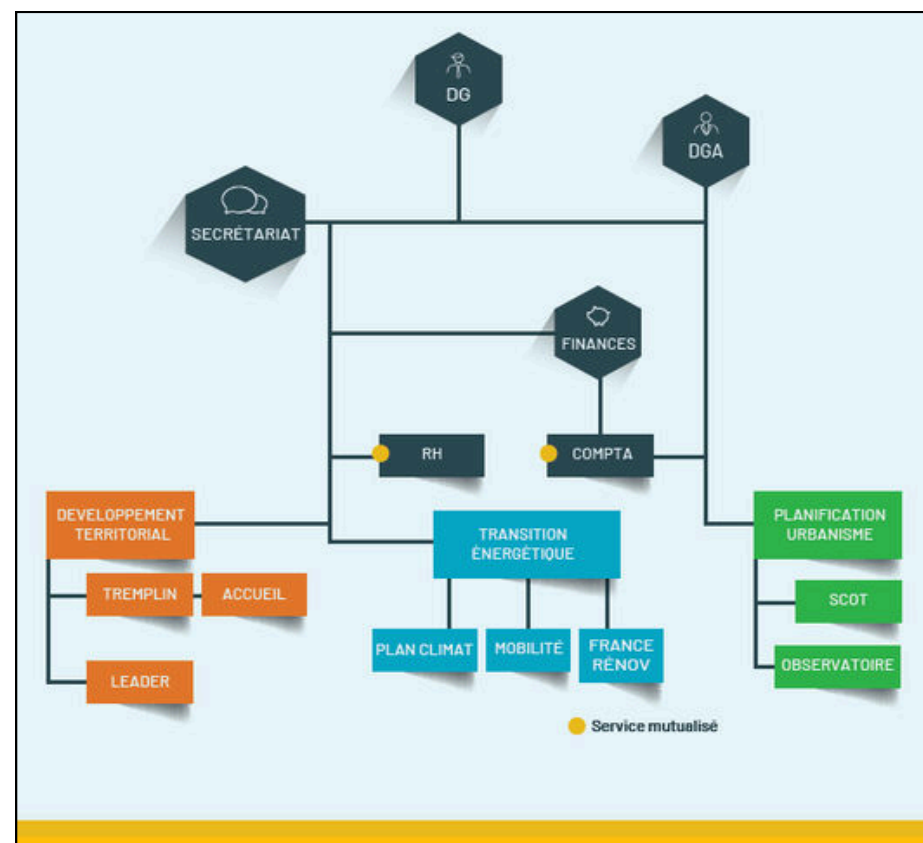 DG
DGA
SECRÉTARIAT
FINANCES
RH
COMPTA
DEVELOPPEMENT
TERRITORIAL
TREMPLIN
ACCUEIL
LEADER
TRANSITION
ÉNERGÉTIQUE
PLAN CLIMAT
MOBILITÉ
FRANCE
RÉNOV
PLANIFICATION
URBANISME
SCOT
OBSERVATOIRE
Service mutualisé